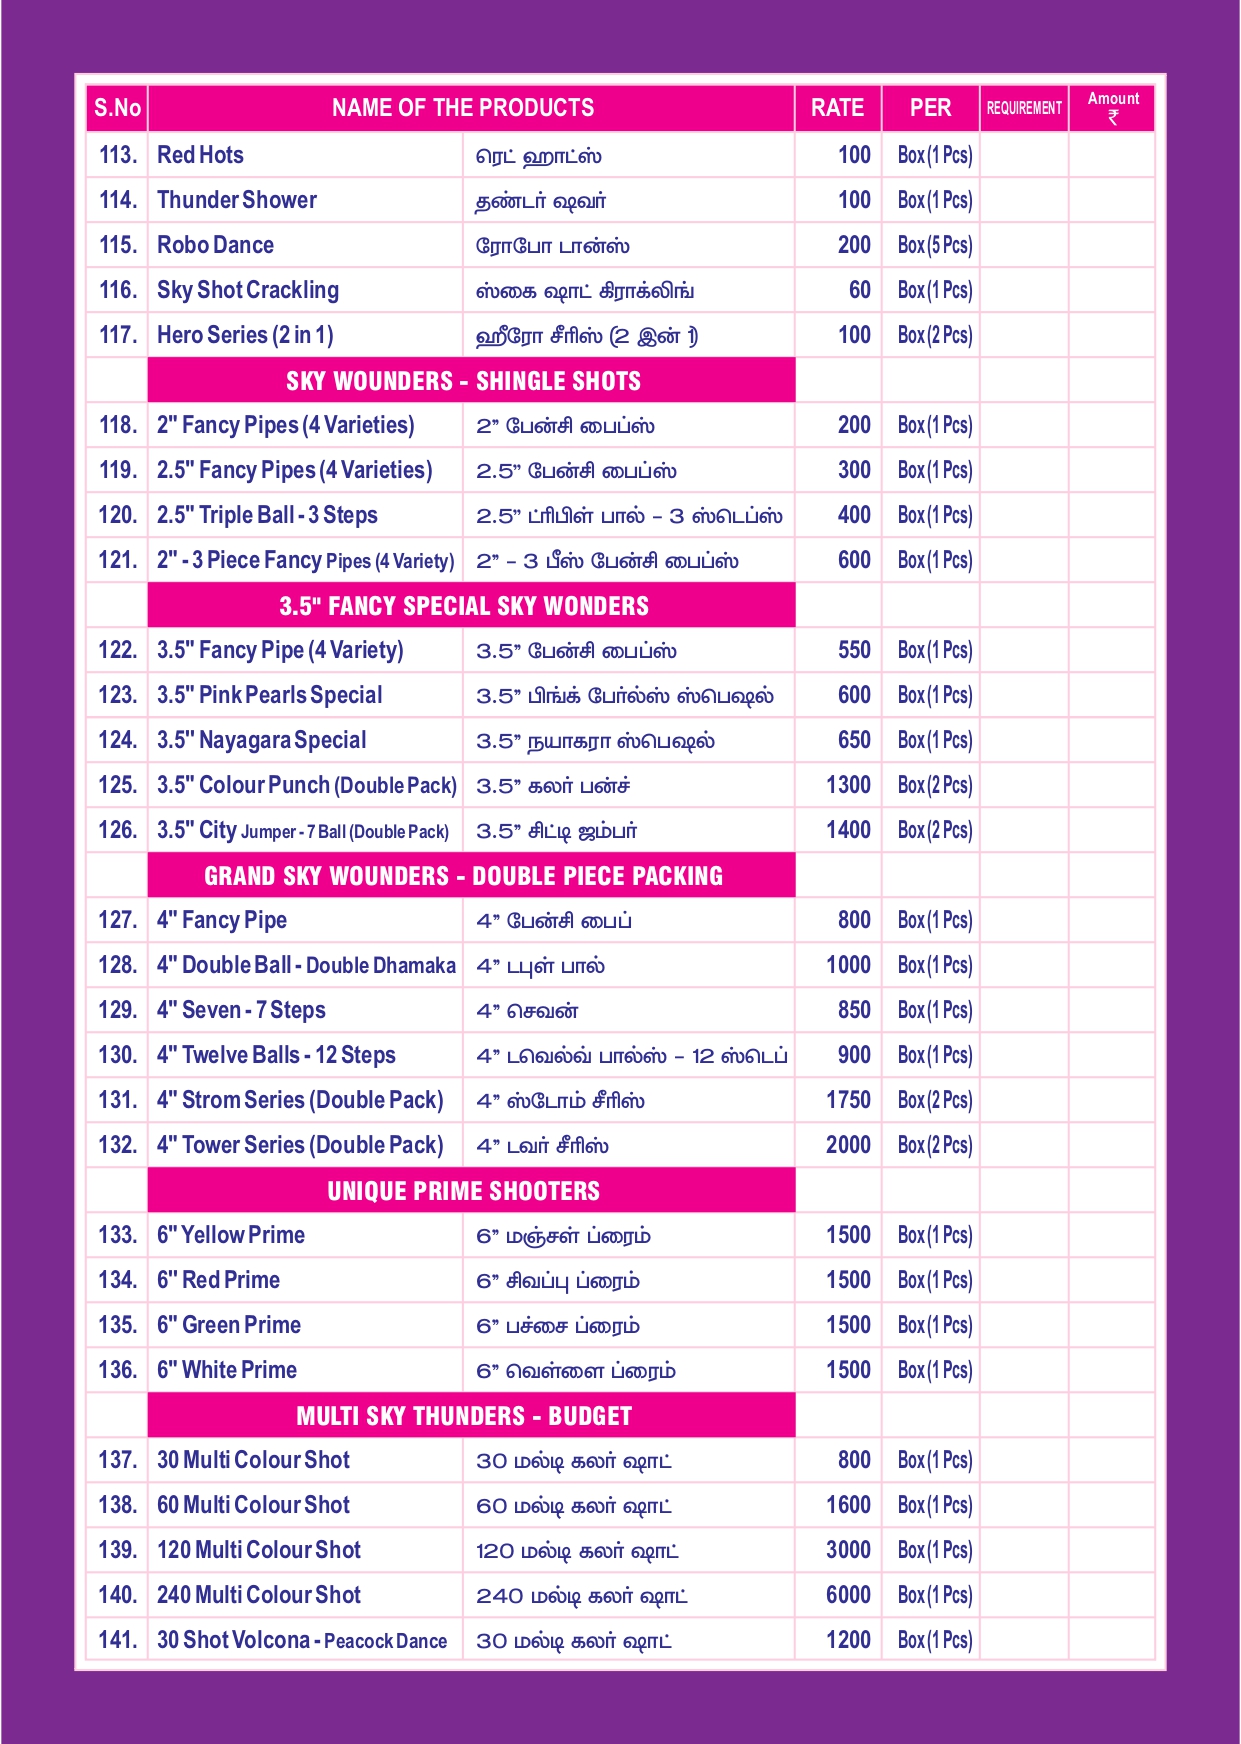 S.No NAME OF THE PRODUCTS RATE PER REQUIREMENT Amount ₹
113. Red Hots ரெட் ஹாட்ஸ் 100 Box (1 Pcs)
114. Thunder Shower தண்டர் ஷவர் 100 Box (1 Pcs)
115. Robo Dance ரோபோ டான்ஸ் 200 Box (5 Pcs)
116. Sky Shot Crackling ஸ்கை ஷாட் கிராக்லிங் 60 Box (1 Pcs)
117. Hero Series (2 in 1) ஹீரோ சீரிஸ் (2 இன் 1) 100 Box (2 Pcs)
SKY WOUNDERS - SHINGLE SHOTS
118. 2" Fancy Pipes (4 Varieties) 2” பேன்சி பைப்ஸ் 200 Box (1 Pcs)
119. 2.5" Fancy Pipes (4 Varieties) 2.5” பேன்சி பைப்ஸ் 300 Box (1 Pcs)
120. 2.5" Triple Ball - 3 Steps 2.5” ட்ரிபிள் பால் - 3 ஸ்டெப்ஸ் 400 Box (1 Pcs)
121. 2" - 3 Piece Fancy Pipes (4 Variety) 2” - 3 பீஸ் பேன்சி பைப்ஸ் 600 Box (1 Pcs)
3.5" FANCY SPECIAL SKY WONDERS
122. 3.5" Fancy Pipe (4 Variety) 3.5” பேன்சி பைப்ஸ் 550 Box (1 Pcs)
123. 3.5" Pink Pearls Special 3.5” பிங்க் பேர்ல்ஸ் ஸ்பெஷல் 600 Box (1 Pcs)
124. 3.5" Nayagara Special 3.5” நயாகரா ஸ்பெஷல் 650 Box (1 Pcs)
125. 3.5" Colour Punch (Double Pack) 3.5” கலர் பன்ச் 1300 Box (2 Pcs)
126. 3.5" City Jumper - 7 Ball (Double Pack) 3.5” சிட்டி ஜம்பர் 1400 Box (2 Pcs)
GRAND SKY WOUNDERS - DOUBLE PIECE PACKING
127. 4" Fancy Pipe 4” பேன்சி பைப் 800 Box (1 Pcs)
128. 4" Double Ball - Double Dhamaka 4” டபுள் பால் 1000 Box (1 Pcs)
129. 4" Seven - 7 Steps 4” செவன் 850 Box (1 Pcs)
130. 4" Twelve Balls - 12 Steps 4” டவெல்வ் பால்ஸ் - 12 ஸ்டெப் 900 Box (1 Pcs)
131. 4" Strom Series (Double Pack) 4” ஸ்டோம் சீரிஸ் 1750 Box (2 Pcs)
132. 4" Tower Series (Double Pack) 4” டவர் சீரிஸ் 2000 Box (2 Pcs)
UNIQUE PRIME SHOOTERS
133. 6" Yellow Prime 6” மஞ்சள் ப்ரைம் 1500 Box (1 Pcs)
134. 6" Red Prime 6” சிவப்பு ப்ரைம் 1500 Box (1 Pcs)
135. 6" Green Prime 6” பச்சை ப்ரைம் 1500 Box (1 Pcs)
136. 6" White Prime 6” வெள்ளை ப்ரைம் 1500 Box (1 Pcs)
MULTI SKY THUNDERS - BUDGET
137. 30 Multi Colour Shot 30 மல்டி கலர் ஷாட் 800 Box (1 Pcs)
138. 60 Multi Colour Shot 60 மல்டி கலர் ஷாட் 1600 Box (1 Pcs)
139. 120 Multi Colour Shot 120 மல்டி கலர் ஷாட் 3000 Box (1 Pcs)
140. 240 Multi Colour Shot 240 மல்டி கலர் ஷாட் 6000 Box (1 Pcs)
141. 30 Shot Volcona - Peacock Dance 30 மல்டி கலர் ஷாட் 1200 Box (1 Pcs)